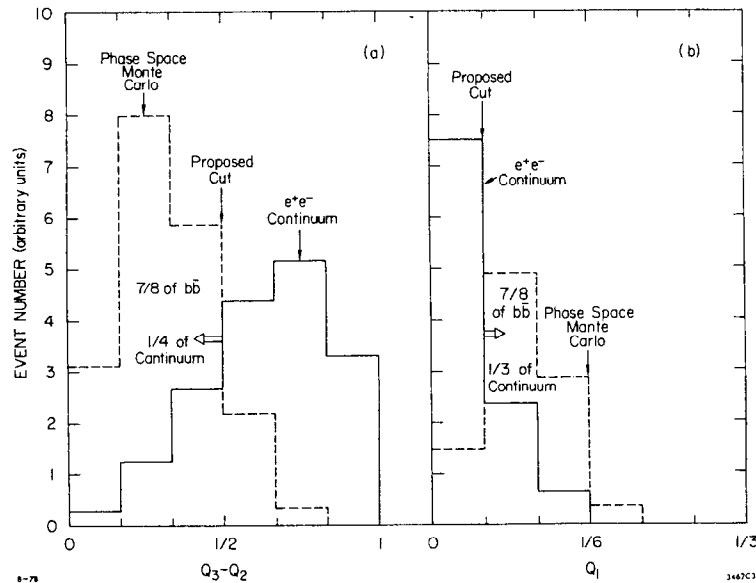 EVENT NUMBER (arbitrary units)
10
9
8
7
6
5
4
3
2
1
0
(a)
Phase Space
Monte
Carlo
Proposed
Cut
e+e-
Continuum
7/8 of bb̄
1/4 of
Cantinuum
0
1/2
1
Q3-Q2
(b)
Proposed
Cut
e+e-
Continuum
7/8
of bb̄
Phase Space
Monte
Carlo
1/3 of
Continuum
0
1/6
1/3
Q1
8-78
3467C3